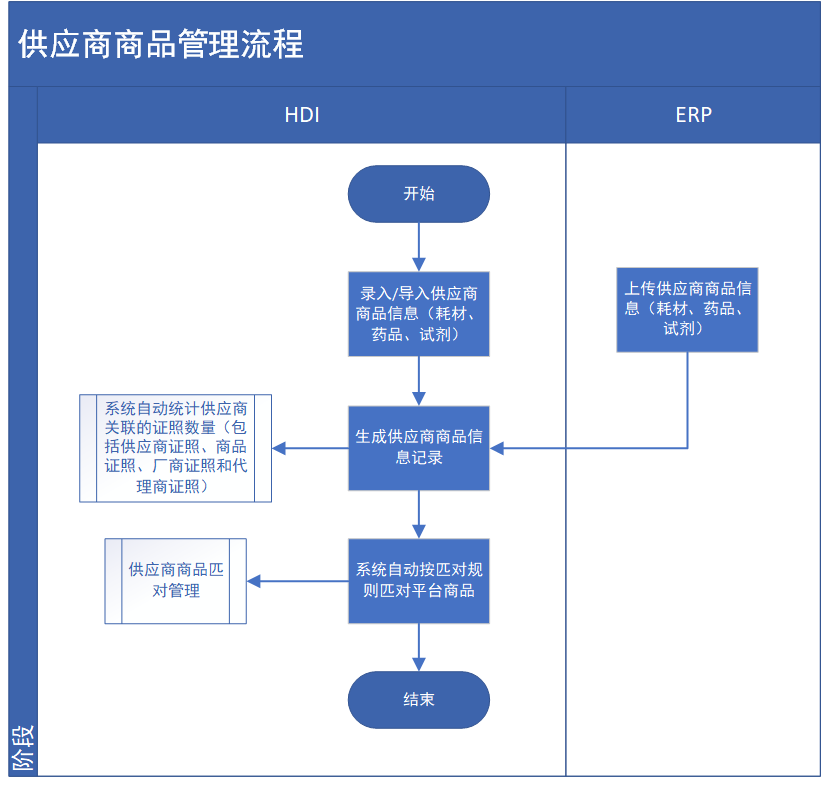 供应商商品管理流程
HDI
ERP
开始
录入/导入供应商
商品信息（耗材、
药品、试剂）
上传供应商商品信
息（耗材、药品、
试剂）
系统自动统计供应商
关联的证照数量（包
括供应商证照、商品
证照、厂商证照和代
理商证照）
生成供应商商品信
息记录
供应商商品匹
对管理
系统自动按匹对规
则匹对平台商品
结束
阶段